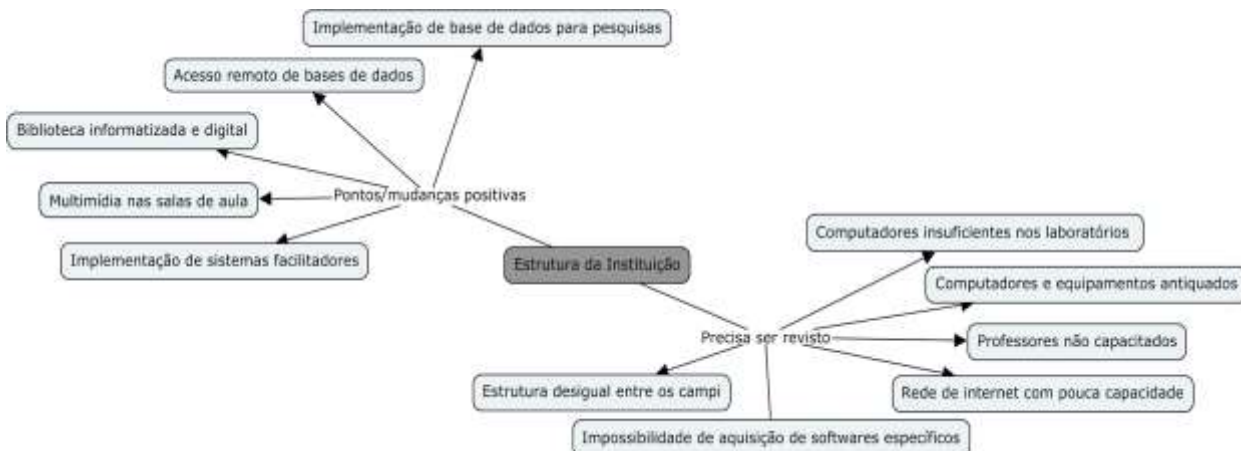 Implementação de base de dados para pesquisas
Acesso remoto de bases de dados
Biblioteca informatizada e digital
Multimídia nas salas de aula
Pontos/mudanças positivas
Implementação de sistemas facilitadores
Estrutura da Instituição
Computadores insuficientes nos laboratórios
Computadores e equipamentos antiquados
Precisa ser revisto
Professores não capacitados
Estrutura desigual entre os campi
Rede de internet com pouca capacidade
Impossibilidade de aquisição de softwares específicos